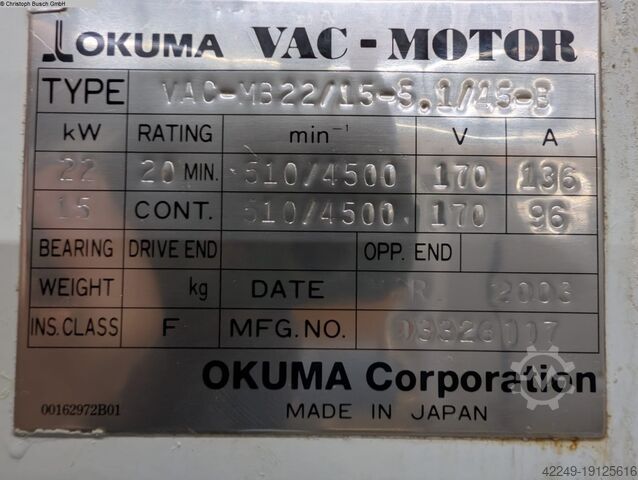 © Christoph Busch GmbH
OKUMA VAC-MOTOR
TYPE VAC-MB22/15-5.1/45-B
kW RATING min⁻¹ V A
22 20 MIN. 510/4500 170 136
15 CONT. 510/4500 170 96
BEARING DRIVE END OPP. END
WEIGHT kg DATE 2003
INS.CLASS F MFG.NO.
OKUMA Corporation
00162972B01 MADE IN JAPAN
42249-19125616